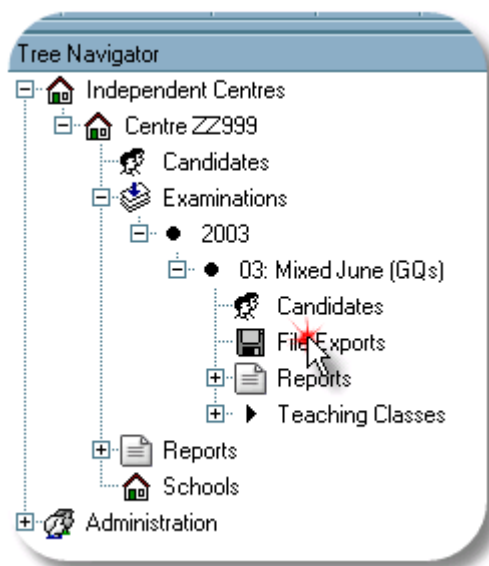 Tree Navigator
Independent Centres
Centre ZZ999
Candidates
Examinations
2003
03: Mixed June (GQs)
Candidates
File Exports
Reports
Teaching Classes
Reports
Schools
Administration